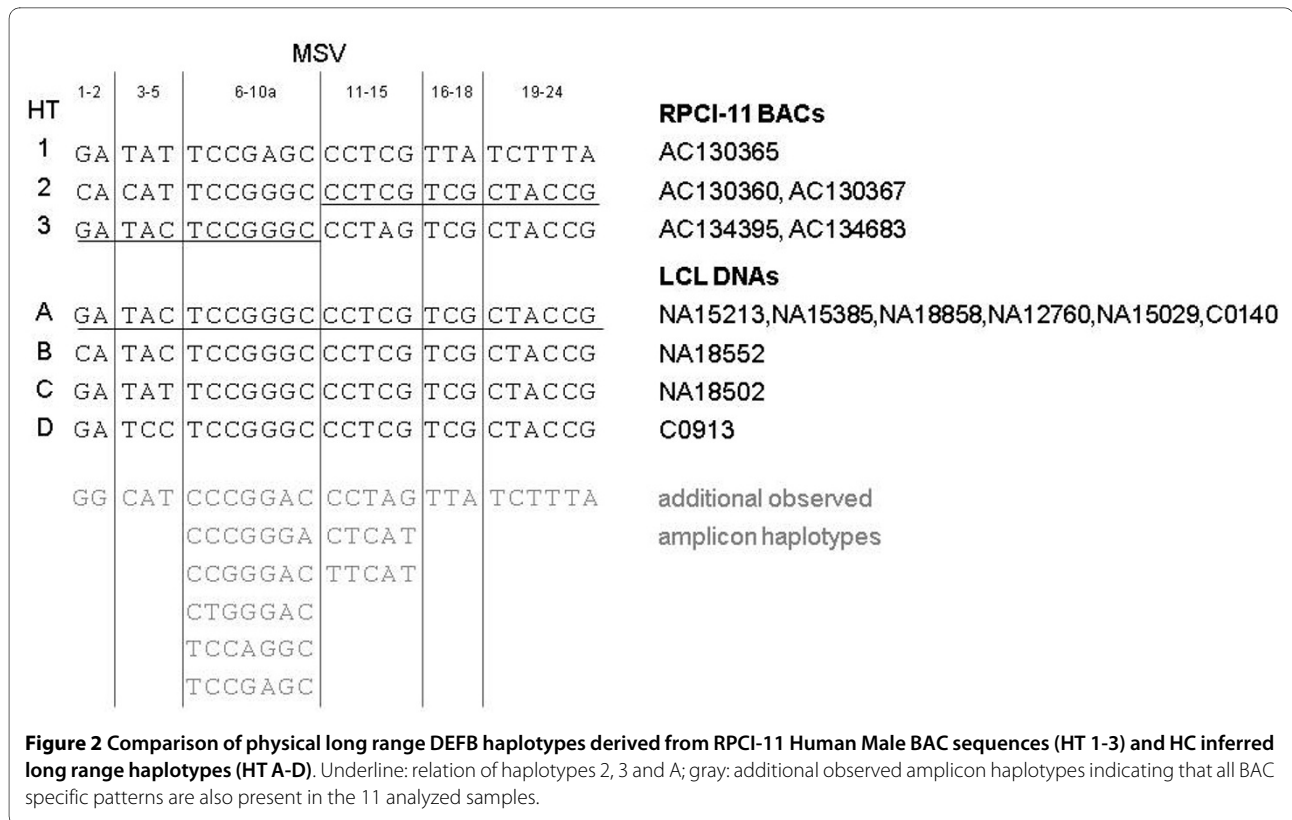 MSV
HT 1-2 3-5 6-10a 11-15 16-18 19-24
RPCI-11 BACs
1 GA TAT TCCGAGC CCTCG TTA TCTTTA AC130365
2 CA CAT TCCGGGC CCTCG TCG CTACCG AC130360, AC130367
3 GA TAC TCCGGGC CCTAG TCG CTACCG AC134395, AC134683
LCL DNAs
A GA TAC TCCGGGC CCTCG TCG CTACCG NA15213,NA15385,NA18858,NA12760,NA15029,C0140
B CA TAC TCCGGGC CCTCG TCG CTACCG NA18552
C GA TAT TCCGGGC CCTCG TCG CTACCG NA18502
D GA TCC TCCGGGC CCTCG TCG CTACCG C0913
GG CAT CCCGGAC CCTAG TTA TCTTTA additional observed
CCCGGGA CTCAT amplicon haplotypes
CCGGGAC TTCAT
CTGGGAC
TCCAGGC
TCCGAGC
Figure 2 Comparison of physical long range DEFB haplotypes derived from RPCI-11 Human Male BAC sequences (HT 1-3) and HC inferred
long range haplotypes (HT A-D). Underline: relation of haplotypes 2, 3 and A; gray: additional observed amplicon haplotypes indicating that all BAC
specific patterns are also present in the 11 analyzed samples.